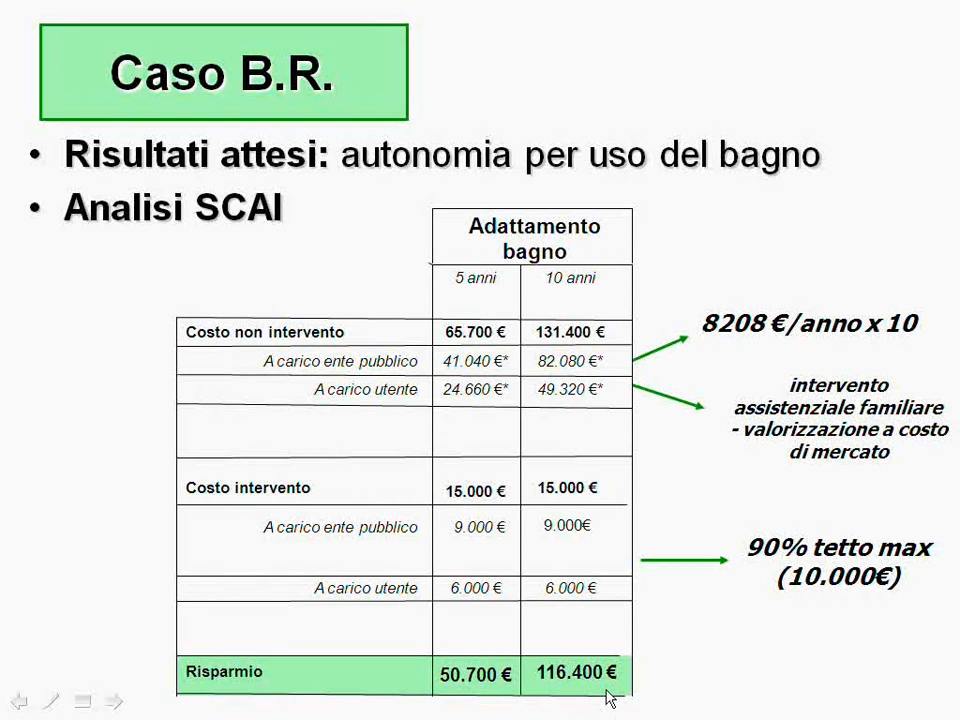 Caso B.R.
• Risultati attesi: autonomia per uso del bagno
• Analisi SCAI
Adattamento
bagno
5 anni 10 anni
Costo non intervento 65.700 € 131.400 €
A carico ente pubblico 41.040 €* 82.080 €*
A carico utente 24.660 €* 49.320 €*
8208 €/anno x 10
intervento
assistenziale familiare
- valorizzazione a costo
di mercato
Costo intervento 15.000 € 15.000 €
A carico ente pubblico 9.000 € 9.000€
A carico utente 6.000 € 6.000 €
90% tetto max
(10.000€)
Risparmio 50.700 € 116.400 €